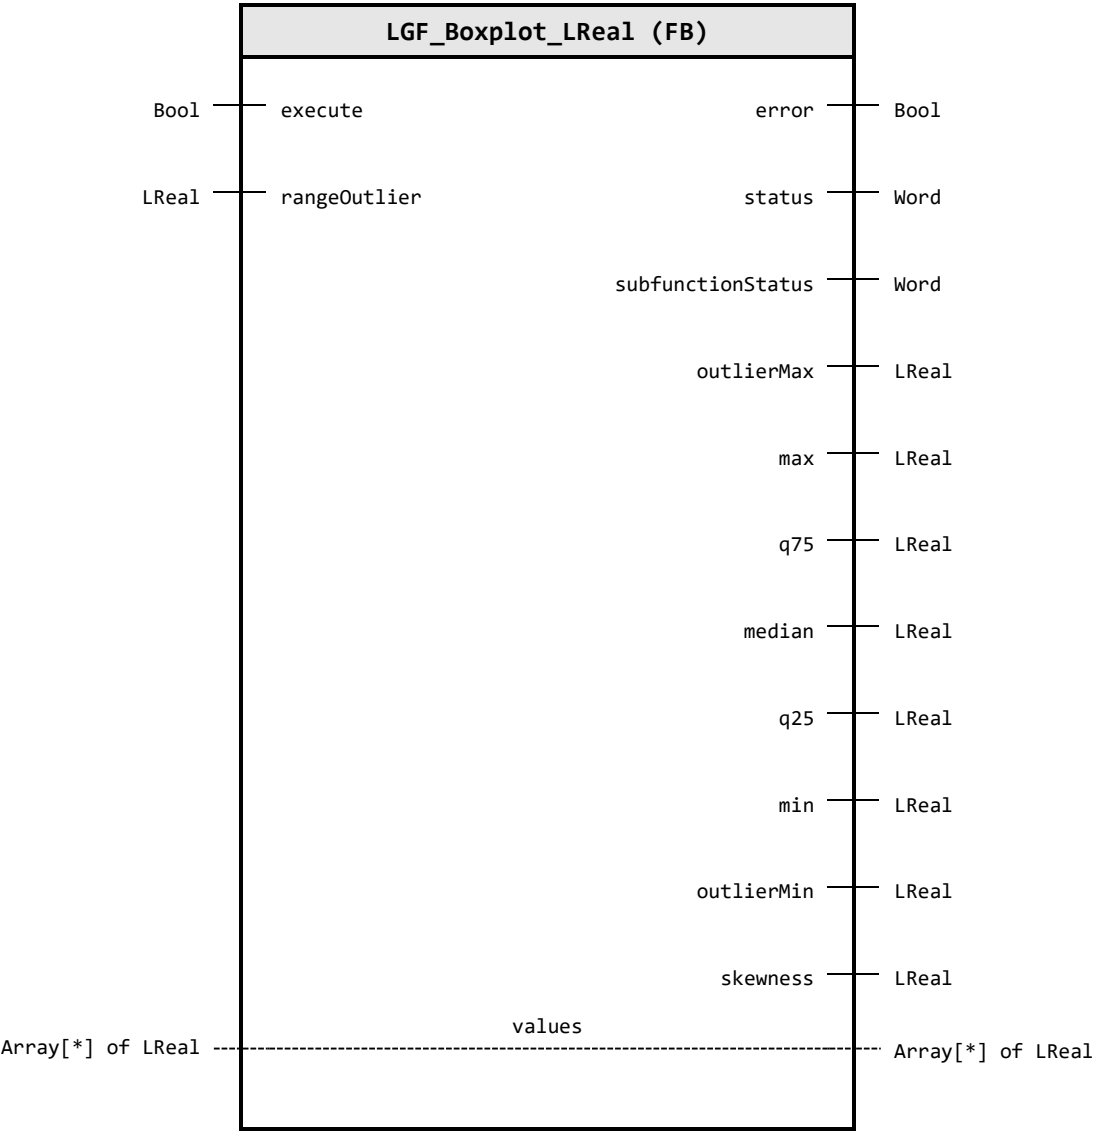 LGF_Boxplot_LReal (FB)
Bool execute error Bool
LReal rangeOutlier status Word
subfunctionStatus Word
outlierMax LReal
max LReal
q75 LReal
median LReal
q25 LReal
min LReal
outlierMin LReal
skewness LReal
values
Array[*] of LReal Array[*] of LReal